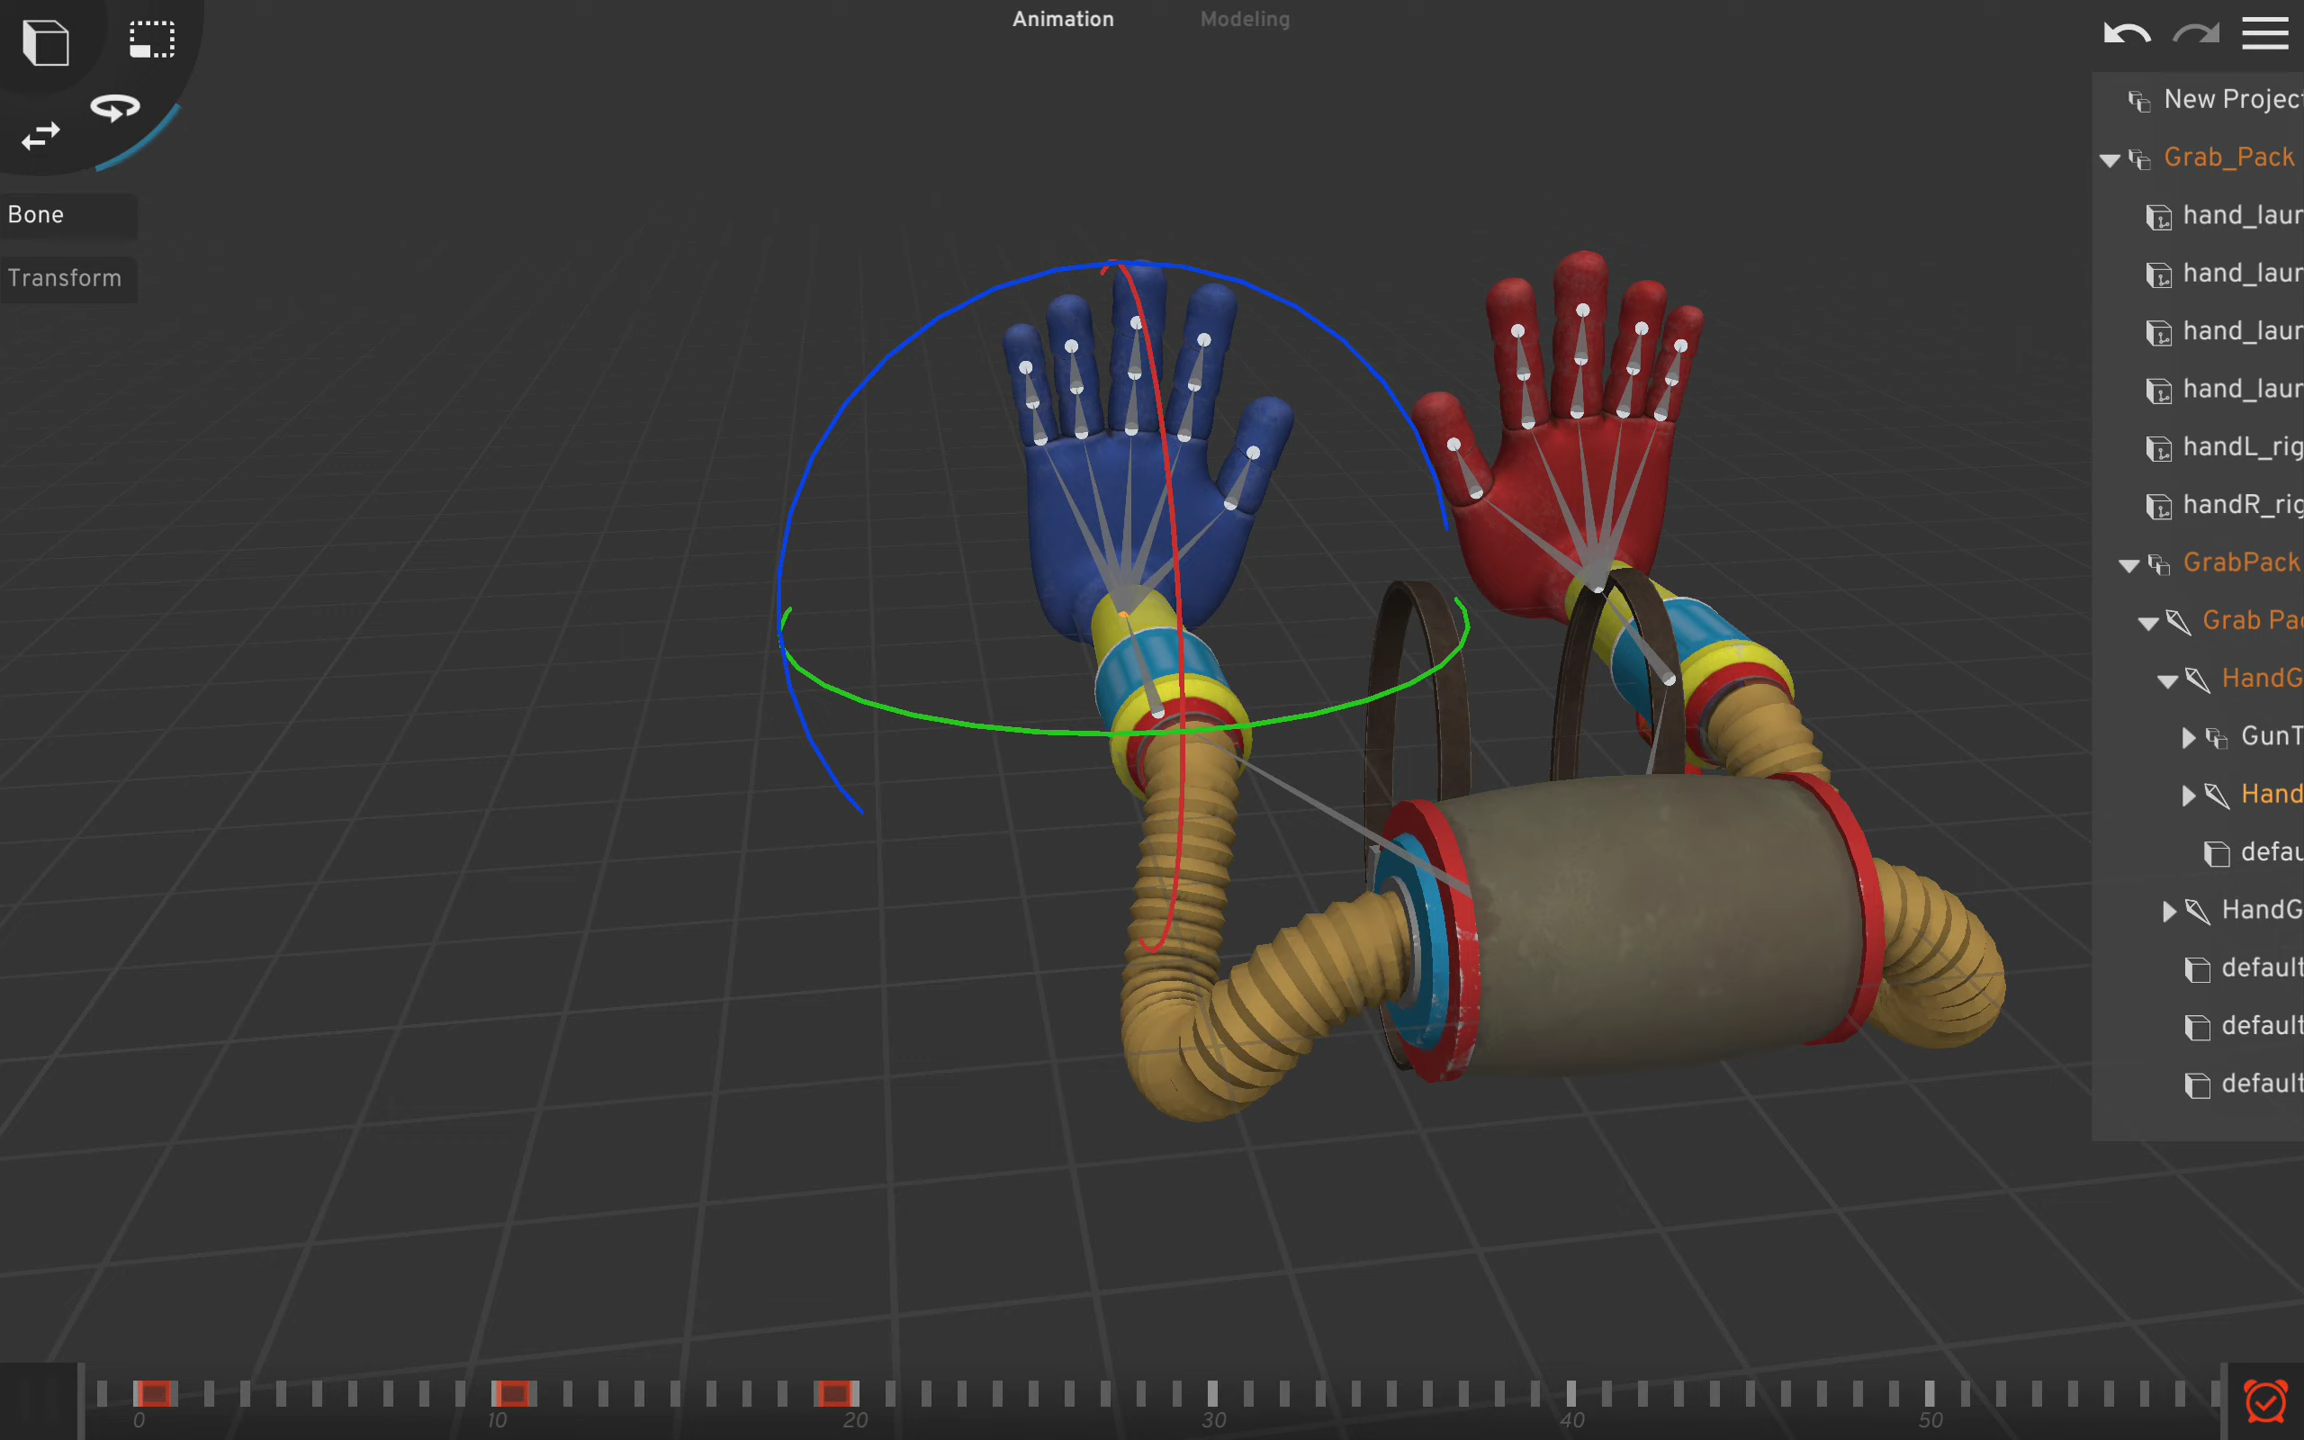 Animation Modeling
Bone
Transform
New Projec
Grab_Pack
hand_laur
hand_laur
hand_laur
hand_laur
handL_rig
handR_rig
GrabPack
Grab Pac
HandG
GunT
Hand
defau
HandG
default
default
default
0 10 20 30 40 50